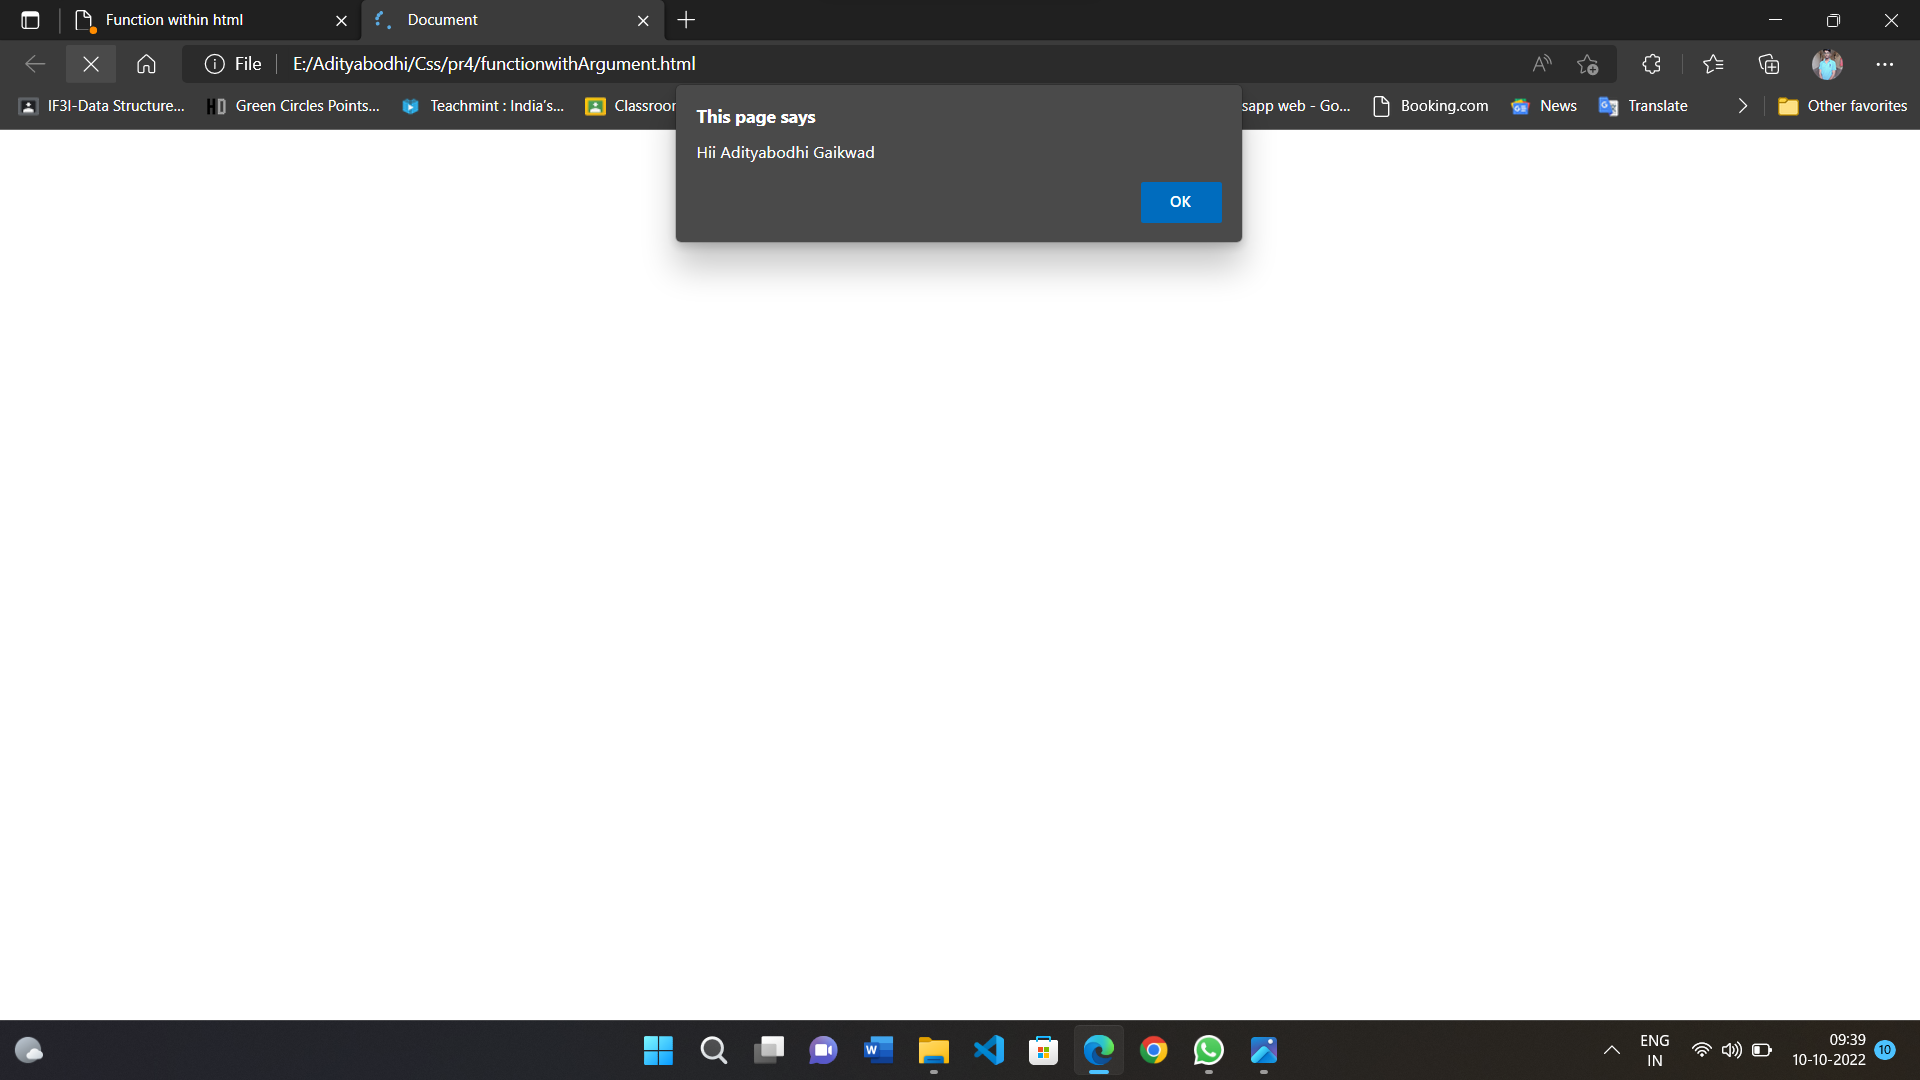 Function within html
Document
File
E:/Adityabodhi/Css/pr4/functionwithArgument.html
IF3I-Data Structure...
Green Circles Points...
Teachmint : India's...
Classroor
sapp web - Go...
Booking.com
News
Translate
Other favorites
This page says
Hii Adityabodhi Gaikwad
OK
ENG
IN
09:39
10-10-2022
10